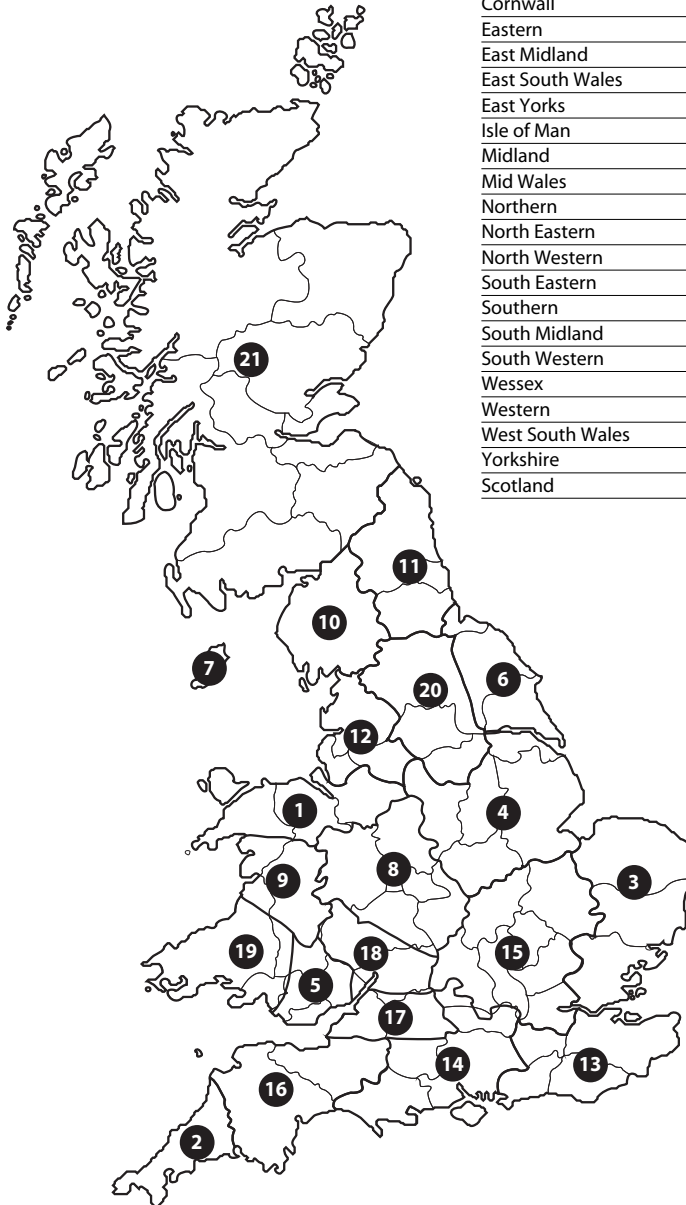 Cornwall
Eastern
East Midland
East South Wales
East Yorks
Isle of Man
Midland
Mid Wales
Northern
North Eastern
North Western
South Eastern
Southern
South Midland
South Western
Wessex
Western
West South Wales
Yorkshire
Scotland
21
11
10
7
6
20
12
1
4
8
3
9
19
18
15
5
17
14
13
16
2